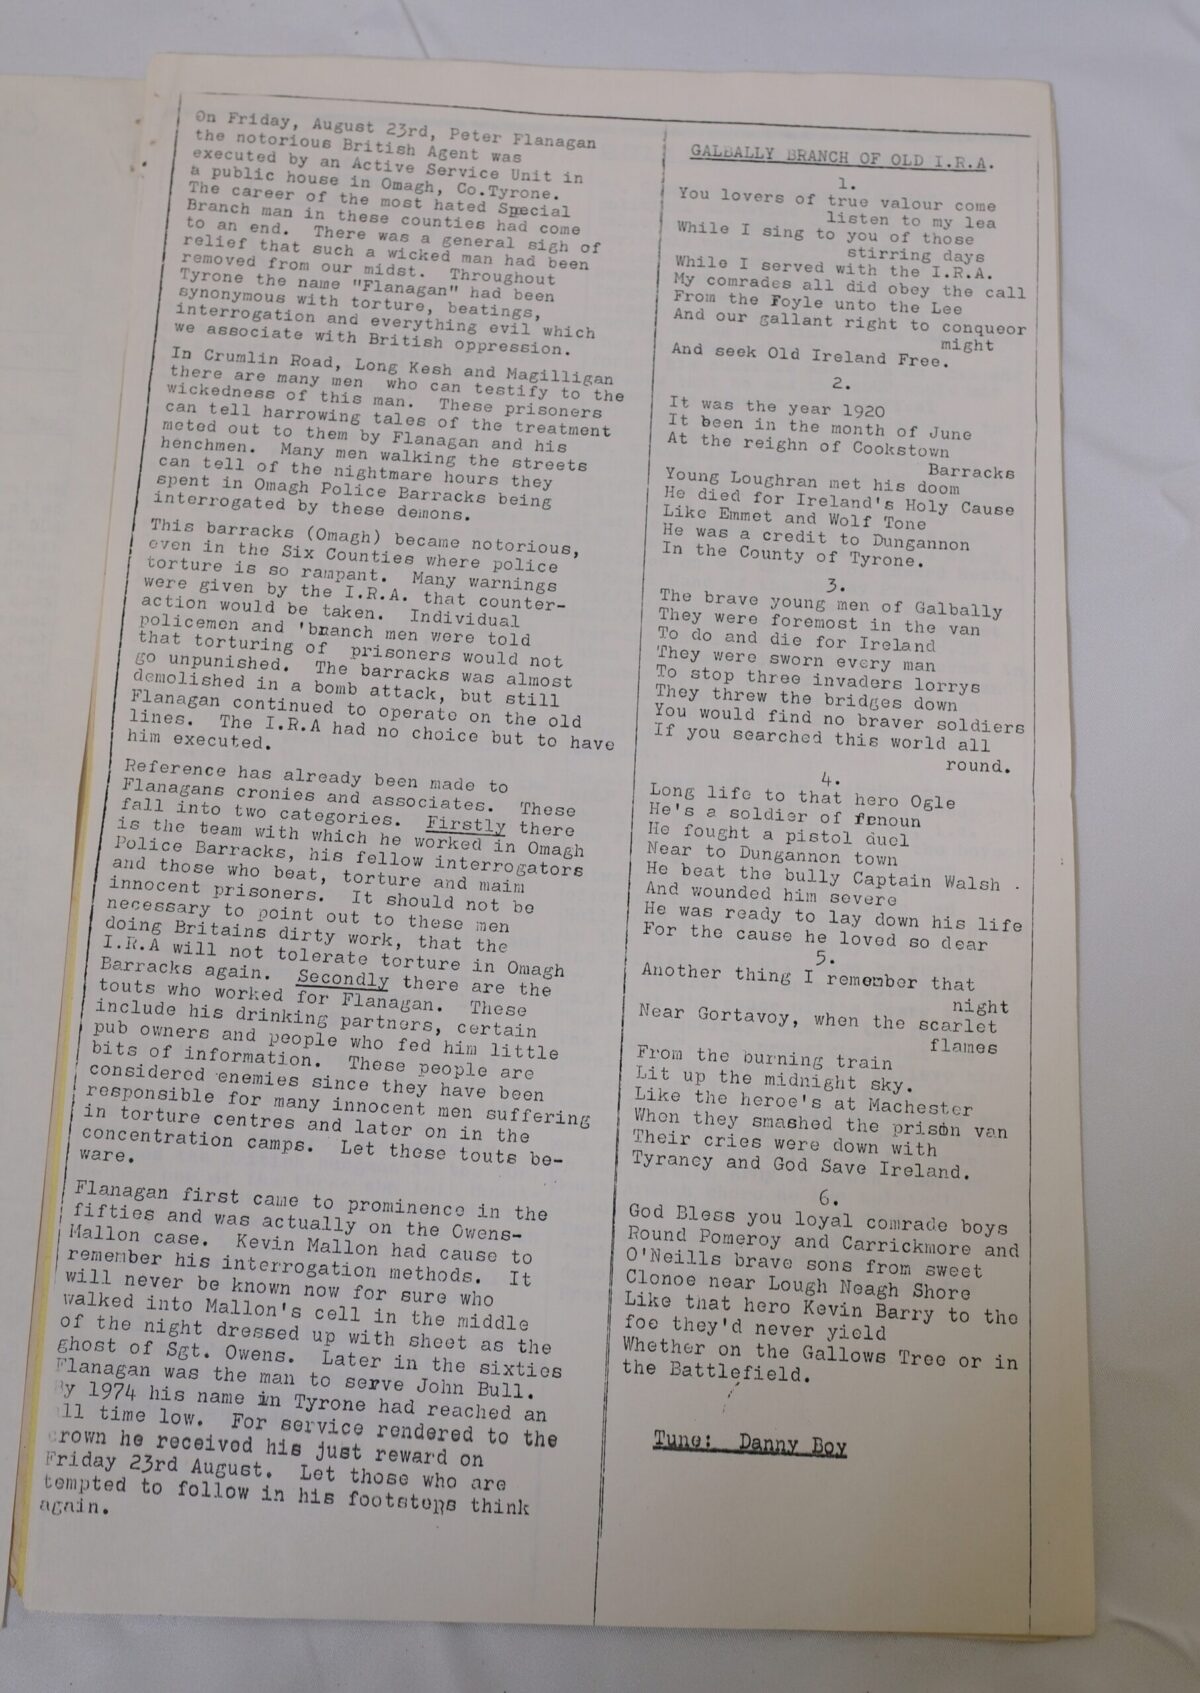 On Friday, August 23rd, Peter Flanagan
the notorious British Agent was
executed by an Active Service Unit in
a public house in Omagh, Co.Tyrone.
The career of the most hated Special
Branch man in these counties had come
to an end. There was a general sigh of
relief that such a wicked man had been
removed from our midst. Throughout
Tyrone the name "Flanagan" had been
synonymous with torture, beatings,
interrogation and everything evil which
we associate with British oppression.
In Crumlin Road, Long Kesh and Magilligan
there are many men who can testify to the
wickedness of this man. These prisoners
can tell harrowing tales of the treatment
meted out to them by Flanagan and his
henchmen. Many men walking the streets
can tell of the nightmare hours they
spent in Omagh Police Barracks being
interrogated by these demons.
This barracks (Omagh) became notorious,
even in the Six Counties where police
torture is so rampant. Many warnings
were given by the I.R.A. that counter-
action would be taken. Individual
policemen and 'branch men were told
that torturing of prisoners would not
go unpunished. The barracks was almost
demolished in a bomb attack, but still
Flanagan continued to operate on the old
lines. The I.R.A had no choice but to have
him executed.
Reference has already been made to
Flanagans cronies and associates. These
fall into two categories. Firstly there
is the team with which he worked in Omagh
Police Barracks, his fellow interrogators
and those who beat, torture and maim
innocent prisoners. It should not be
necessary to point out to these men
doing Britains dirty work, that the
I.R.A will not tolerate torture in Omagh
Barracks again. Secondly there are the
touts who worked for Flanagan. These
include his drinking partners, certain
pub owners and people who fed him little
bits of information. These people are
considered enemies since they have been
responsible for many innocent men suffering
in torture centres and later on in the
concentration camps. Let these touts be-
ware.
Flanagan first came to prominence in the
fifties and was actually on the Owens-
Mallon case. Kevin Mallon had cause to
remember his interrogation methods. It
will never be known now for sure who
walked into Mallon's cell in the middle
of the night dressed up with sheet as the
ghost of Sgt. Owens. Later in the sixties
Flanagan was the man to serve John Bull.
By 1974 his name in Tyrone had reached an
all time low. For service rendered to the
crown he received his just reward on
Friday 23rd August. Let those who are
tempted to follow in his footsteps think
again.
GALBALLY BRANCH OF OLD I.R.A.
1.
You lovers of true valour come
listen to my lea
While I sing to you of those
stirring days
While I served with the I.R.A.
My comrades all did obey the call
From the Foyle unto the Lee
And our gallant right to conqueor
might
And seek Old Ireland Free.
2.
It was the year 1920
It been in the month of June
At the reighn of Cookstown
Barracks
Young Loughran met his doom
He died for Ireland's Holy Cause
Like Emmet and Wolf Tone
He was a credit to Dungannon
In the County of Tyrone.
3.
The brave young men of Galbally
They were foremost in the van
To do and die for Ireland
They were sworn every man
To stop three invaders lorrys
They threw the bridges down
You would find no braver soldiers
If you searched this world all
round.
4.
Long life to that hero Ogle
He's a soldier of
He fought a pistol duel
Near to Dungannon town
He beat the bully Captain Walsh
And wounded him severe
He was ready to lay down his life
For the cause he loved so dear
5.
Another thing I remember that
night
Near Gortavoy, when the scarlet
flames
From the burning train
Lit up the midnight sky.
Like the heroe's at Machester
When they smashed the prison van
Their cries were down with
Tyrancy and God Save Ireland.
6.
God Bless you loyal comrade boys
Round Pomeroy and Carrickmore and
O'Neills brave sons from sweet
Clonoe near Lough Neagh Shore
Like that hero Kevin Barry to the
foe they'd never yield
Whether on the Gallows Tree or in
the Battlefield.
Tune: Danny Boy